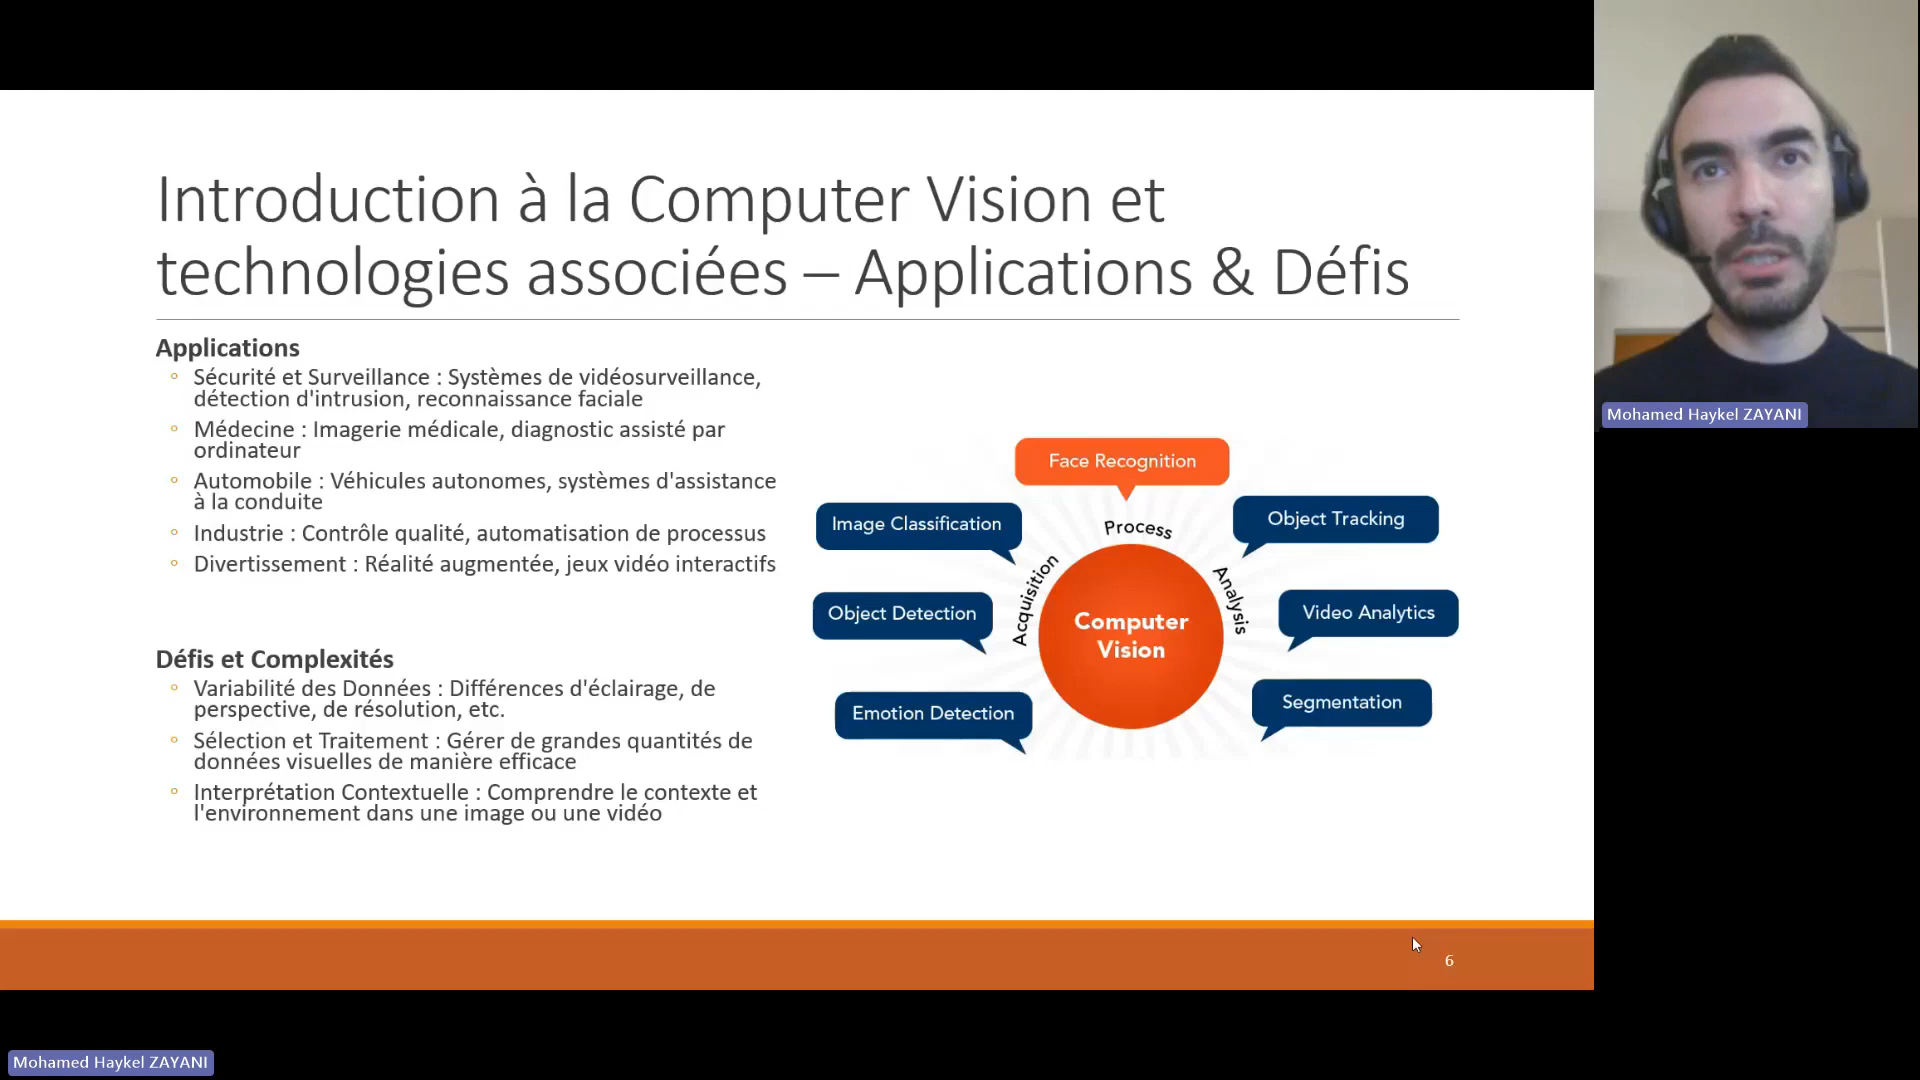 Introduction à la Computer Vision et
technologies associées – Applications & Défis
Applications
Sécurité et Surveillance : Systèmes de vidéosurveillance,
détection d'intrusion, reconnaissance faciale
Médecine : Imagerie médicale, diagnostic assisté par
ordinateur
Automobile : Véhicules autonomes, systèmes d'assistance
à la conduite
Industrie : Contrôle qualité, automatisation de processus
Divertissement : Réalité augmentée, jeux vidéo interactifs
Défis et Complexités
Variabilité des Données : Différences d'éclairage, de
perspective, de résolution, etc.
Sélection et Traitement : Gérer de grandes quantités de
données visuelles de manière efficace
Interprétation Contextuelle : Comprendre le contexte et
l'environnement dans une image ou une vidéo
Face Recognition
Image Classification
Object Tracking
Process
Acquisition
Analysis
Object Detection
Video Analytics
Computer
Vision
Emotion Detection
Segmentation
6
Mohamed Haykel ZAYANI
Mohamed Haykel ZAYANI